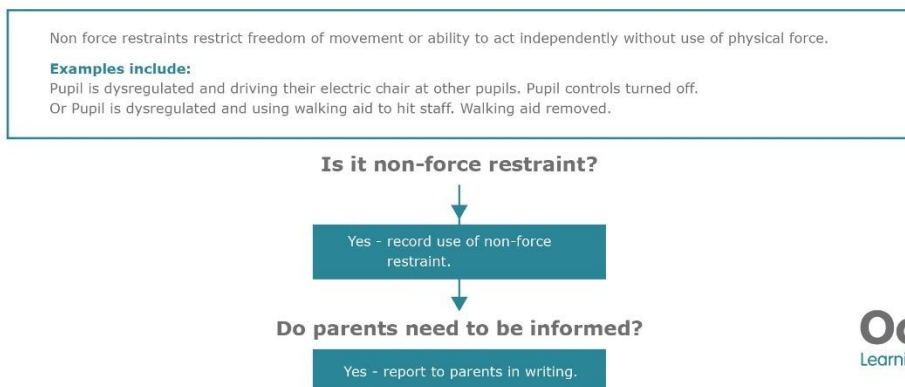 Non force restraints restrict freedom of movement or ability to act independently without use of physical force.
Examples include:
Pupil is dysregulated and driving their electric chair at other pupils. Pupil controls turned off.
Or Pupil is dysregulated and using walking aid to hit staff. Walking aid removed.
Is it non-force restraint?
Yes - record use of non-force
restraint.
Do parents need to be informed?
Yes - report to parents in writing.